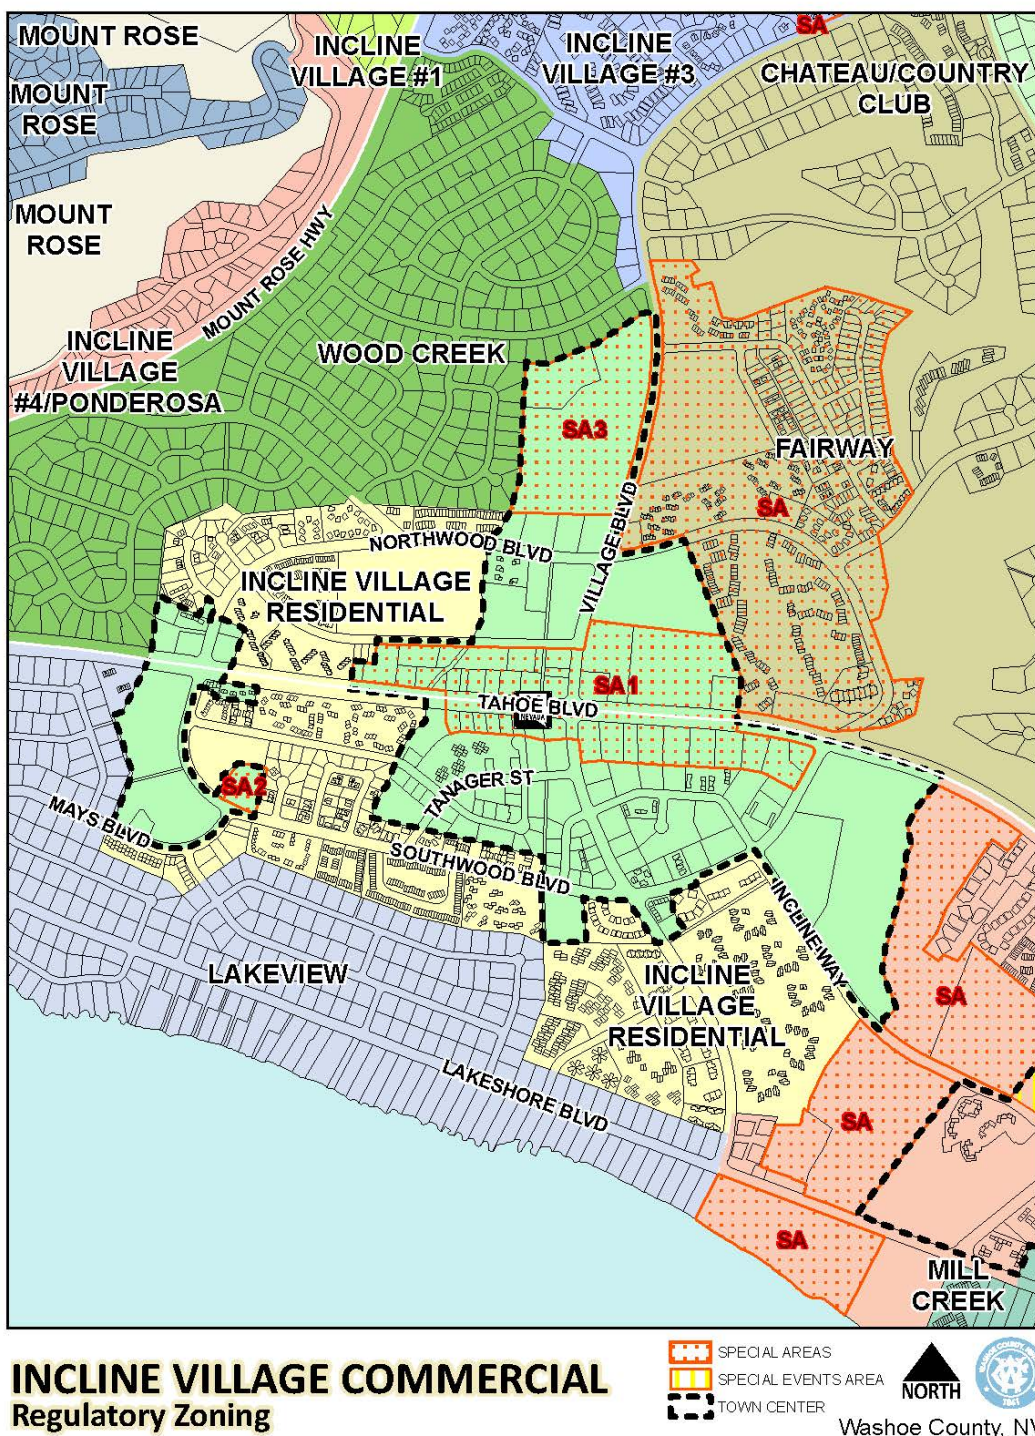 SA
MOUNT ROSE
INCLINE
VILLAGE #1
INCLINE
VILLAGE #3
CHATEAU/COUNTRY
CLUB
MOUNT
ROSE
MOUNT
ROSE
MOUNT ROSE HWY
INCLINE
VILLAGE
#4/PONDEROSA
WOOD CREEK
SA3
FAIRWAY
SA
VILLAGE BLVD
NORTHWOOD BLVD
INCLINE VILLAGE
RESIDENTIAL
SA1
TAHOE BLVD
NEVADA
SA2
TANAGER ST
MAYS BLVD
SOUTHWOOD BLVD
INCLINE WAY
LAKEVIEW
INCLINE
VILLAGE
RESIDENTIAL
SA
LAKESHORE BLVD
SA
SA
MILL
CREEK
INCLINE VILLAGE COMMERCIAL
Regulatory Zoning
SPECIAL AREAS
SPECIAL EVENTS AREA
TOWN CENTER
NORTH
Washoe County, NV